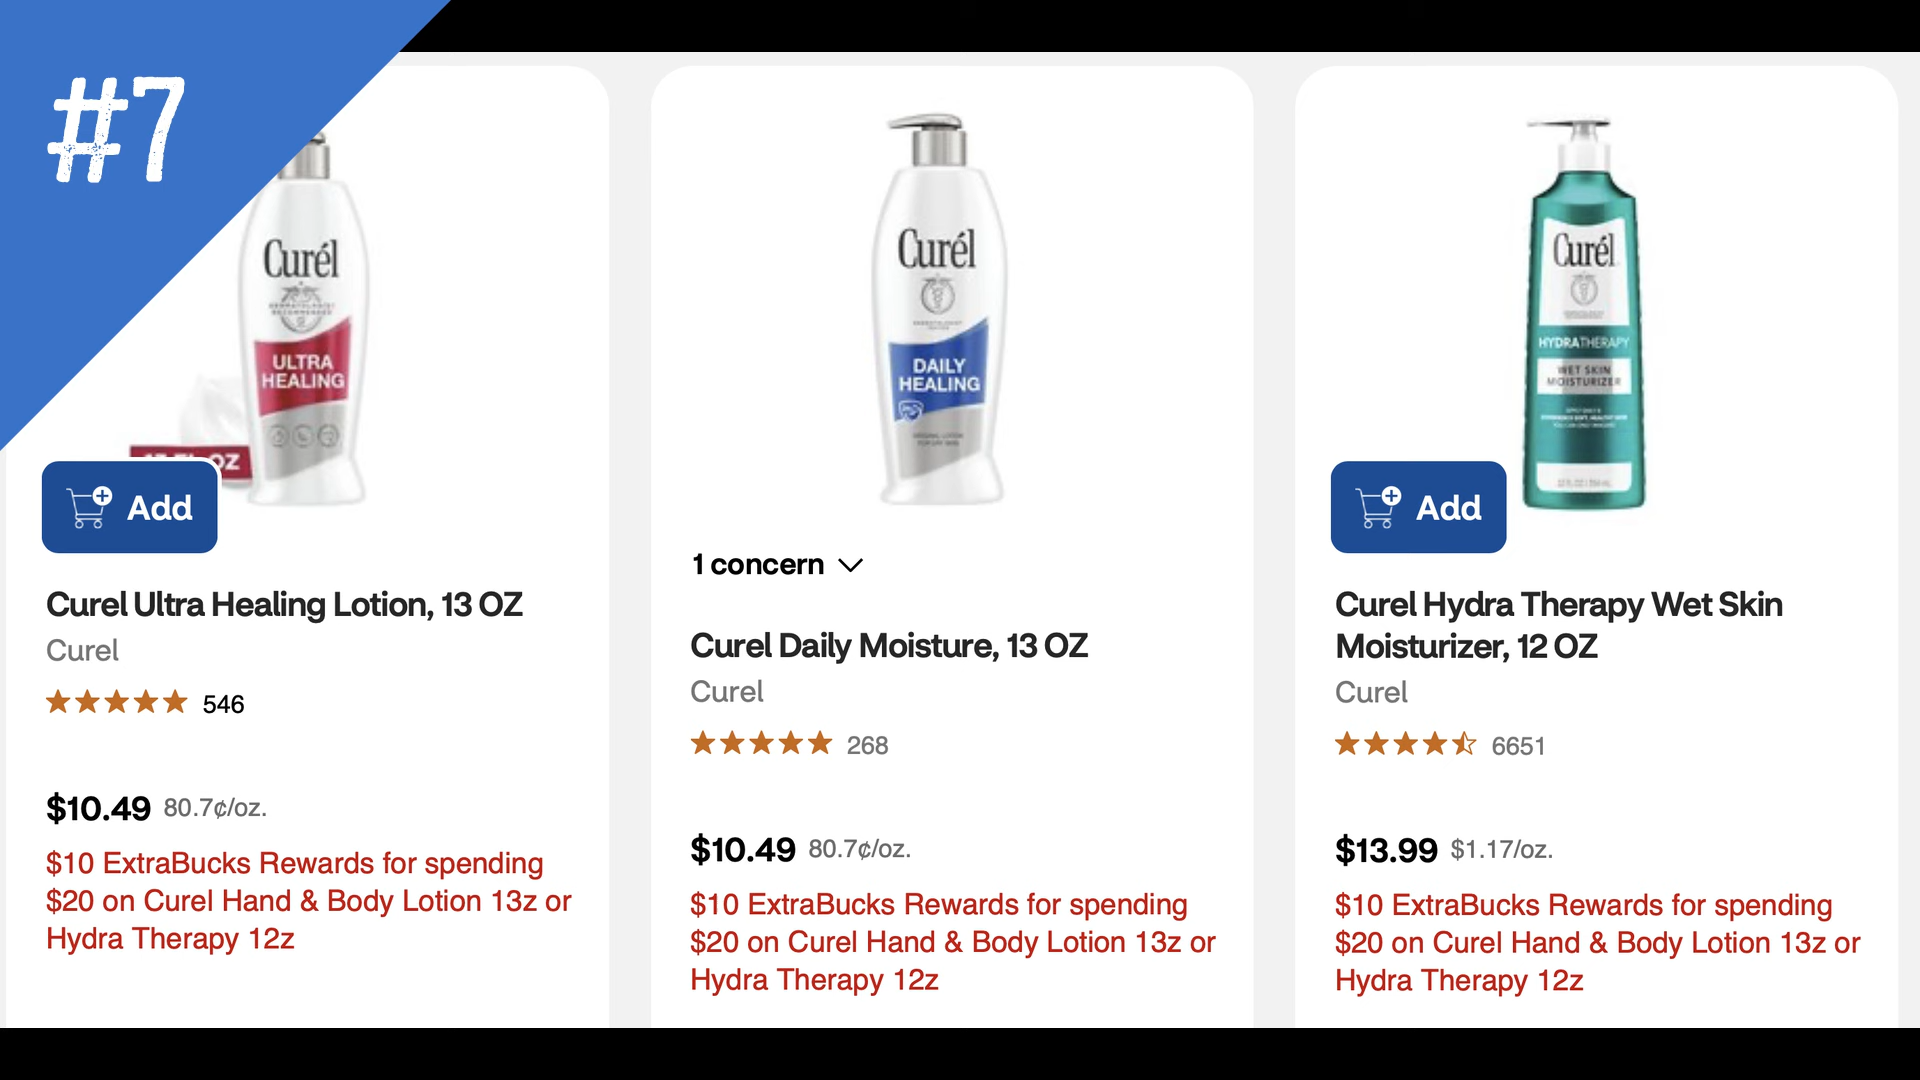 #7
Curél
ULTRA
HEALING
OZ
Add
Curel Ultra Healing Lotion, 13 OZ
Curel
546
$10.49 80.7¢/oz.
$10 ExtraBucks Rewards for spending
$20 on Curel Hand & Body Lotion 13z or
Hydra Therapy 12z
Curél
DAILY
HEALING
1 concern
Curel Daily Moisture, 13 OZ
Curel
268
$10.49 80.7¢/oz.
$10 ExtraBucks Rewards for spending
$20 on Curel Hand & Body Lotion 13z or
Hydra Therapy 12z
Curél
HYDRATHERAPY
WET SKIN
MOISTURIZER
Add
Curel Hydra Therapy Wet Skin
Moisturizer, 12 OZ
Curel
6651
$13.99 $1.17/oz.
$10 ExtraBucks Rewards for spending
$20 on Curel Hand & Body Lotion 13z or
Hydra Therapy 12z